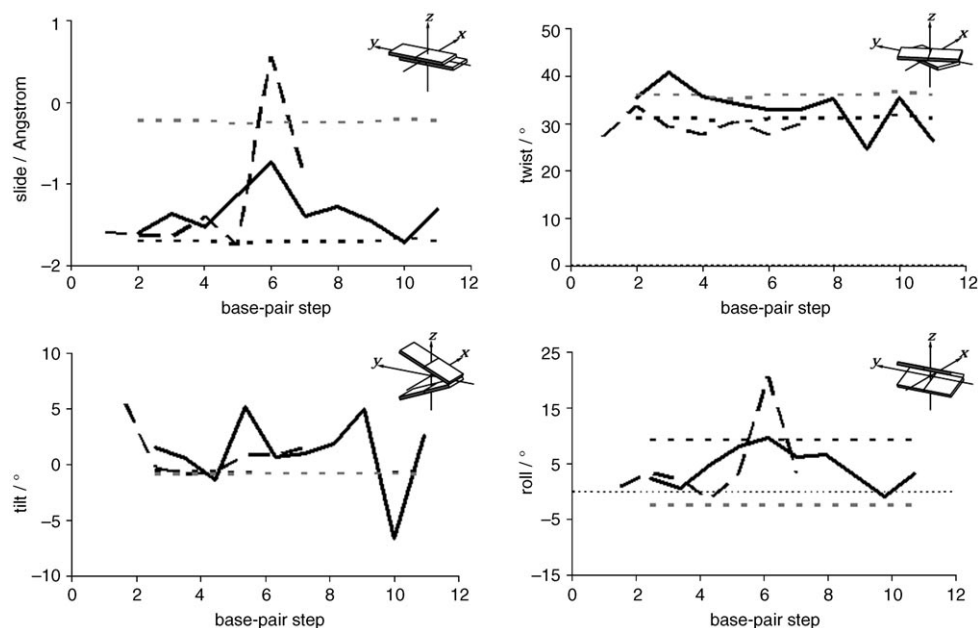 slide / Angstrom
1
0
–1
–2
0 2 4 6 8 10 12
base-pair step
z
y
x
twist / °
50
40
30
20
10
0
0 2 4 6 8 10 12
base-pair step
z
y
x
tilt / °
10
5
0
–5
–10
0 2 4 6 8 10 12
base-pair step
z
y
x
roll / °
25
15
5
–5
–15
0 2 4 6 8 10 12
base-pair step
z
y
x